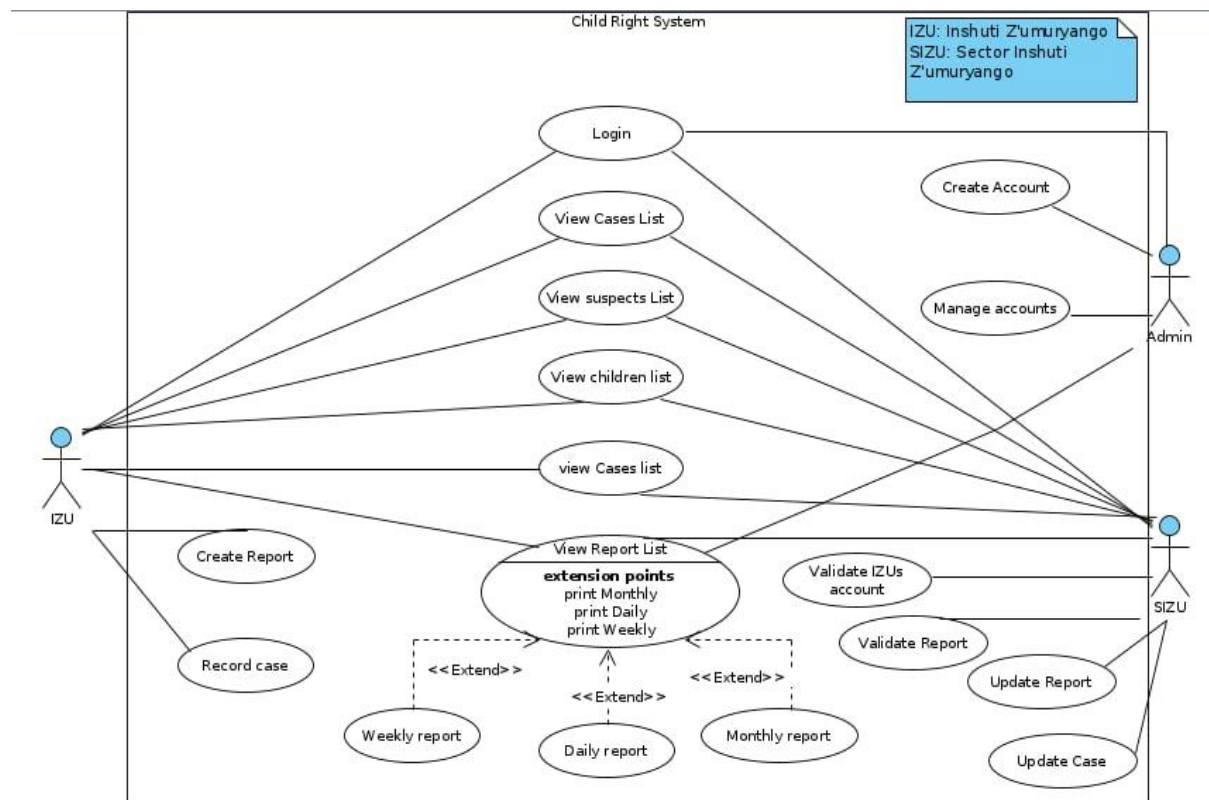 Child Right System
IZU: Inshuti Z'umuryango
SIZU: Sector Inshuti
Z'umuryango
Login
Create Account
View Cases List
View suspects List
Manage accounts
Admin
View children list
view Cases list
IZU
Create Report
View Report List
extension points
print Monthly
print Daily
print Weekly
Validate IZUs
account
SIZU
Validate Report
Record case
<<Extend>>
<<Extend>>
<<Extend>>
Update Report
Weekly report
Daily report
Monthly report
Update Case